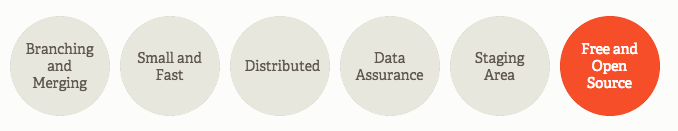 Branching
and
Merging
Small and
Fast
Distributed
Data
Assurance
Staging
Area
Free and
Open
Source